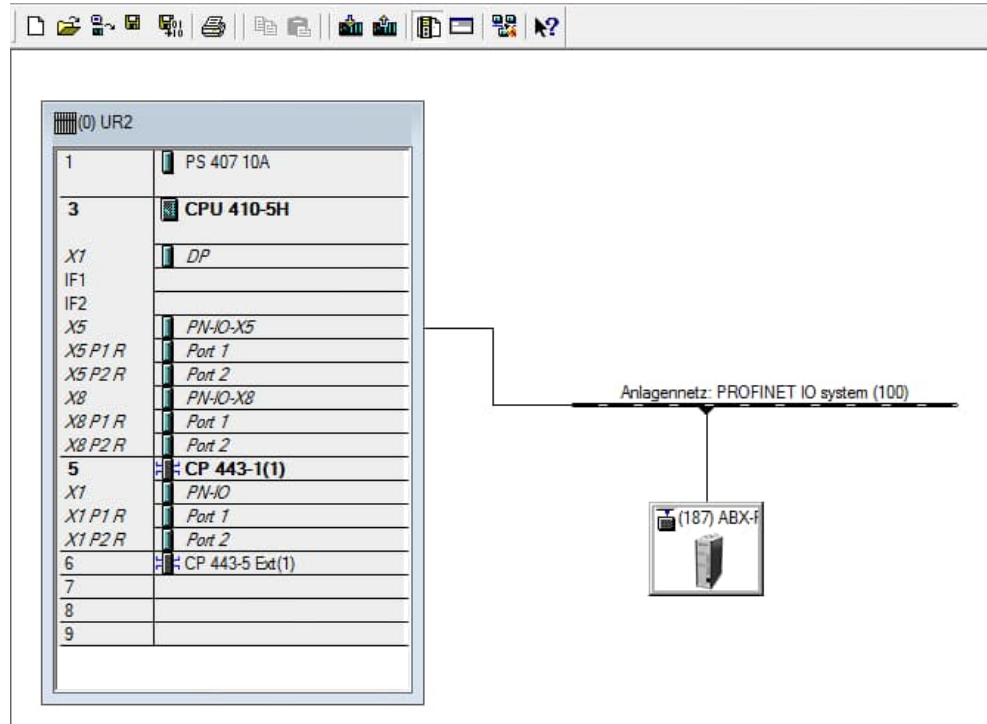 (0) UR2
1 PS 407 10A
3 CPU 410-5H
X1 DP
IF1
IF2
X5 PN-IO-X5
X5 P1 R Port 1
X5 P2 R Port 2
X8 PN-IO-X8
X8 P1 R Port 1
X8 P2 R Port 2
5 CP 443-1(1)
X1 PN-IO
X1 P1 R Port 1
X1 P2 R Port 2
6 CP 443-5 Ext(1)
7
8
9
Anlagennetz: PROFINET IO system (100)
(187) ABX-F